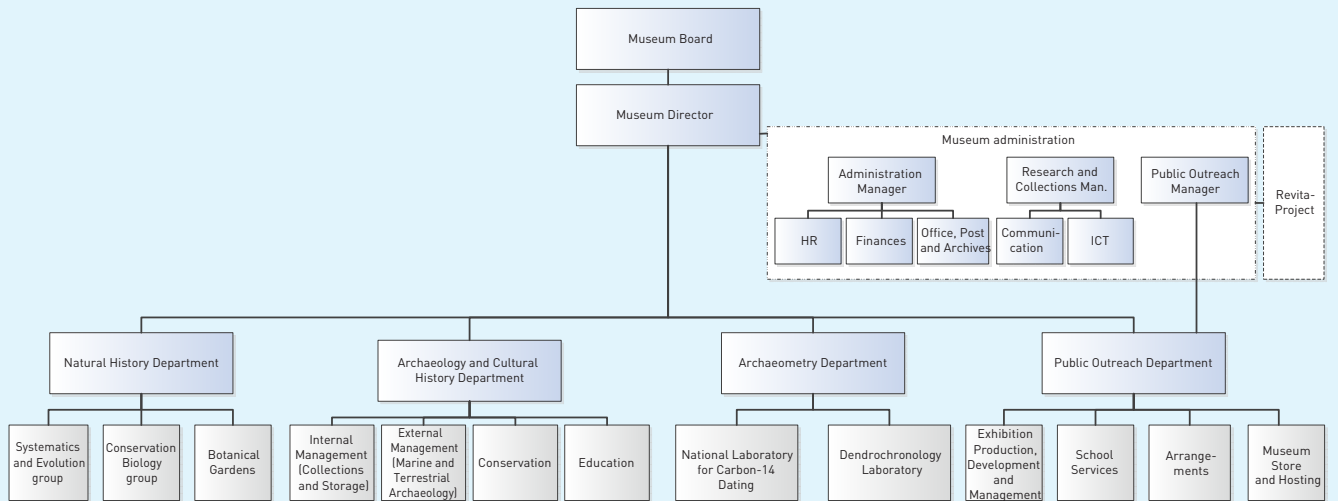 Museum Board
Museum Director
Museum administration
Administration
Manager
Research and
Collections Man.
Public Outreach
Manager
Revita-
Project
HR
Finances
Office, Post
and Archives
Communi-
cation
ICT
Natural History Department
Archaeology and Cultural
History Department
Archaeometry Department
Public Outreach Department
Systematics
and Evolution
group
Conservation
Biology
group
Botanical
Gardens
Internal
Management
(Collections
and Storage)
External
Management
(Marine and
Terrestrial
Archaeology)
Conservation
Education
National Laboratory
for Carbon-14
Dating
Dendrochronology
Laboratory
Exhibition
Production,
Development
and
Management
School
Services
Arrange-
ments
Museum
Store
and Hosting